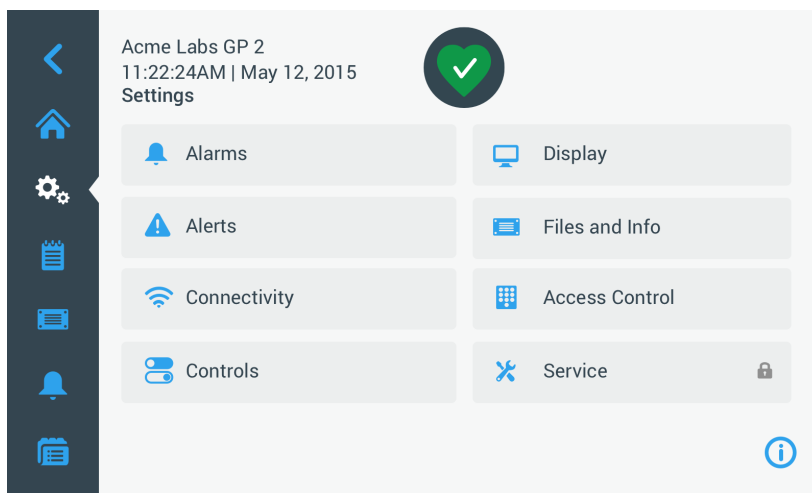 Acme Labs GP 2
11:22:24AM | May 12, 2015
Settings
Alarms
Display
Alerts
Files and Info
Connectivity
Access Control
Controls
Service